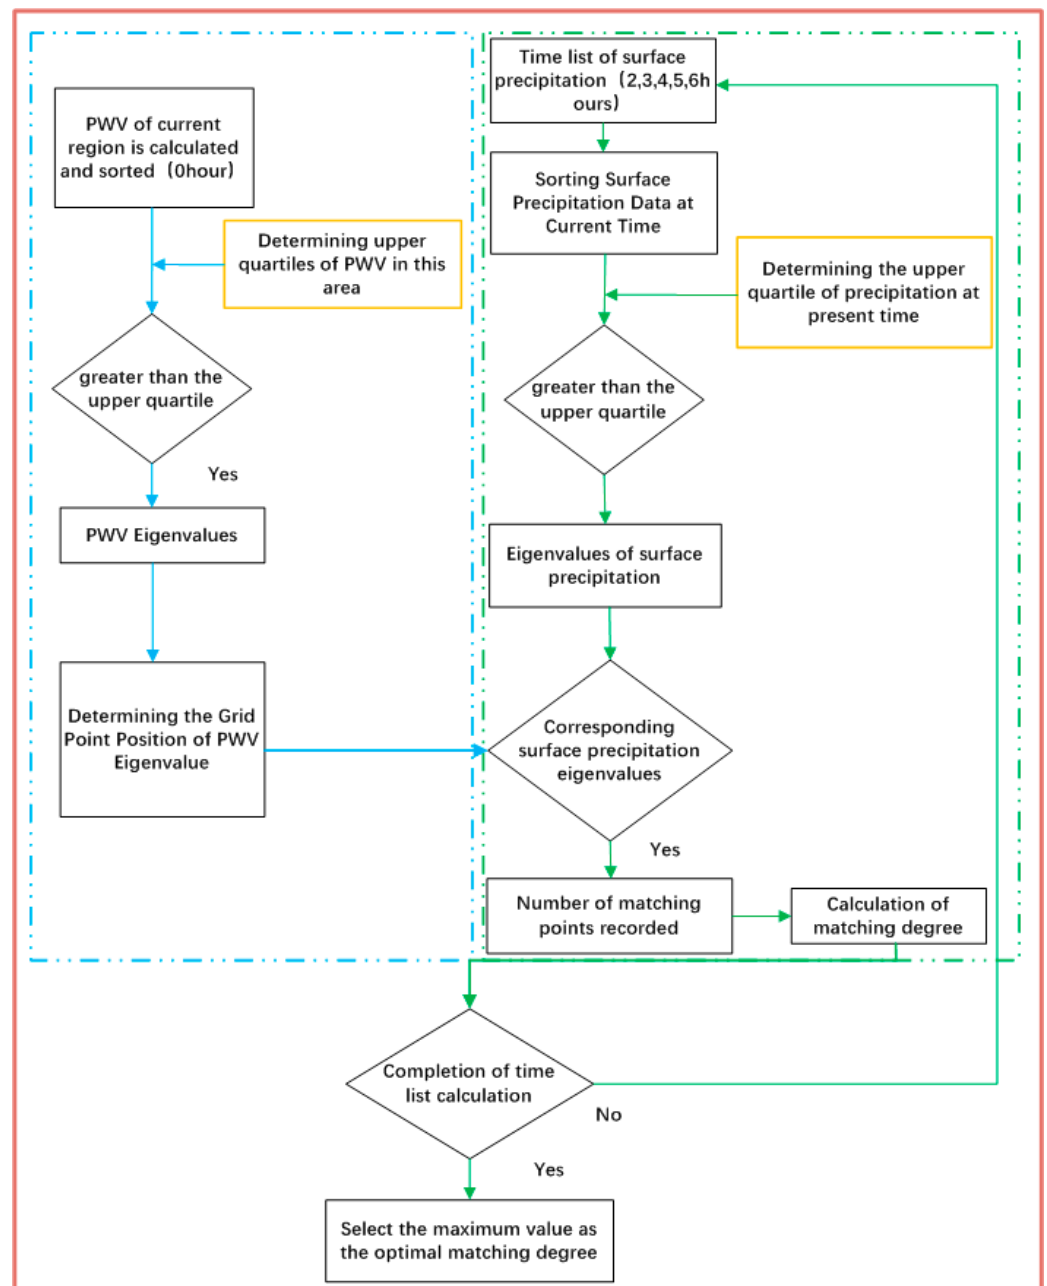 PWV of current
region is calculated
and sorted（0hour）
Determining upper
quartiles of PWV in this
area
greater than the
upper quartile
Yes
PWV Eigenvalues
Determining the Grid
Point Position of PWV
Eigenvalue
Time list of surface
precipitation（2,3,4,5,6h
ours）
Sorting Surface
Precipitation Data at
Current Time
Determining the upper
quartile of precipitation at
present time
greater than the
upper quartile
Eigenvalues of surface
precipitation
Corresponding
surface precipitation
eigenvalues
Yes
Number of matching
points recorded
Calculation of
matching degree
Completion of time
list calculation
No
Yes
Select the maximum value as
the optimal matching degree